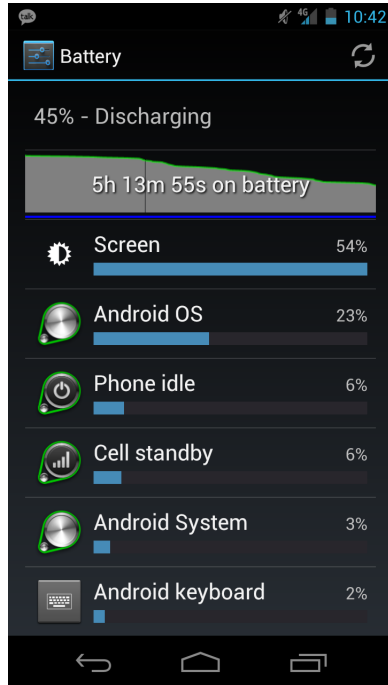 talk 4G 10:42
Battery
45% - Discharging
5h 13m 55s on battery
Screen 54%
Android OS 23%
Phone idle 6%
Cell standby 6%
Android System 3%
Android keyboard 2%